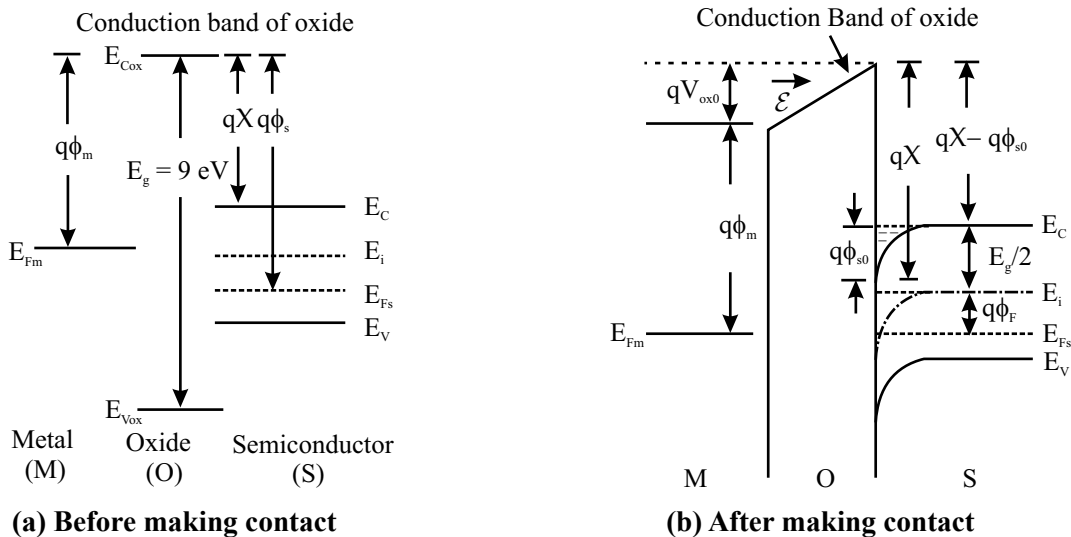 Conduction band of oxide
E_Cox
qX qϕ_s
qϕ_m
E_g = 9 eV
E_C
E_Fm
E_i
E_Fs
E_V
E_Vox
Metal
(M)
Oxide
(O)
Semiconductor
(S)
(a) Before making contact
Conduction Band of oxide
qV_ox0
ℰ
qX
qX– qϕ_s0
qϕ_m
qϕ_s0
E_C
E_g/2
E_i
qϕ_F
E_Fm
E_Fs
E_V
M
O
S
(b) After making contact